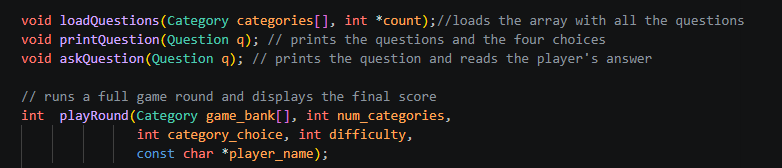 void loadQuestions(Category categories[], int *count);//loads the array with all the questions
void printQuestion(Question q); // prints the questions and the four choices
void askQuestion(Question q); // prints the question and reads the player's answer
// runs a full game round and displays the final score
int  playRound(Category game_bank[], int num_categories,
int category_choice, int difficulty,
const char *player_name);